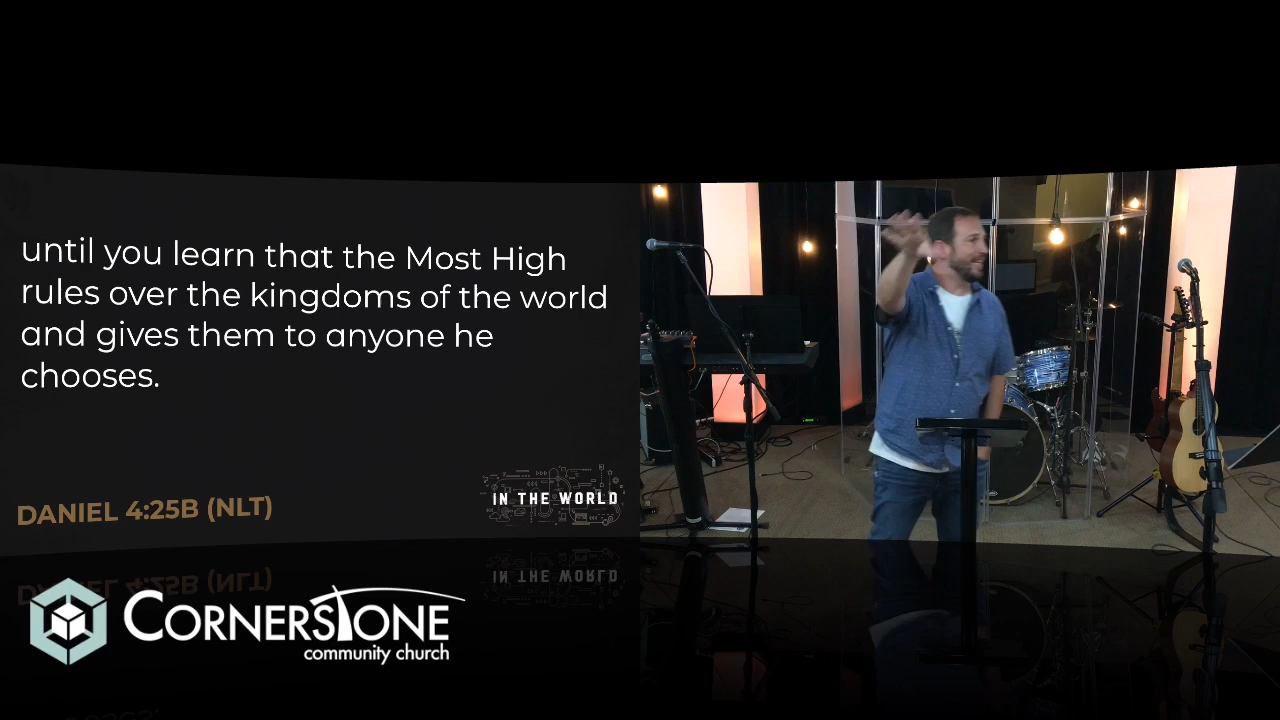 until you learn that the Most High
rules over the kingdoms of the world
and gives them to anyone he
chooses.
DANIEL 4:25B (NLT)
IN THE WORLD
CORNERSTONE
community church